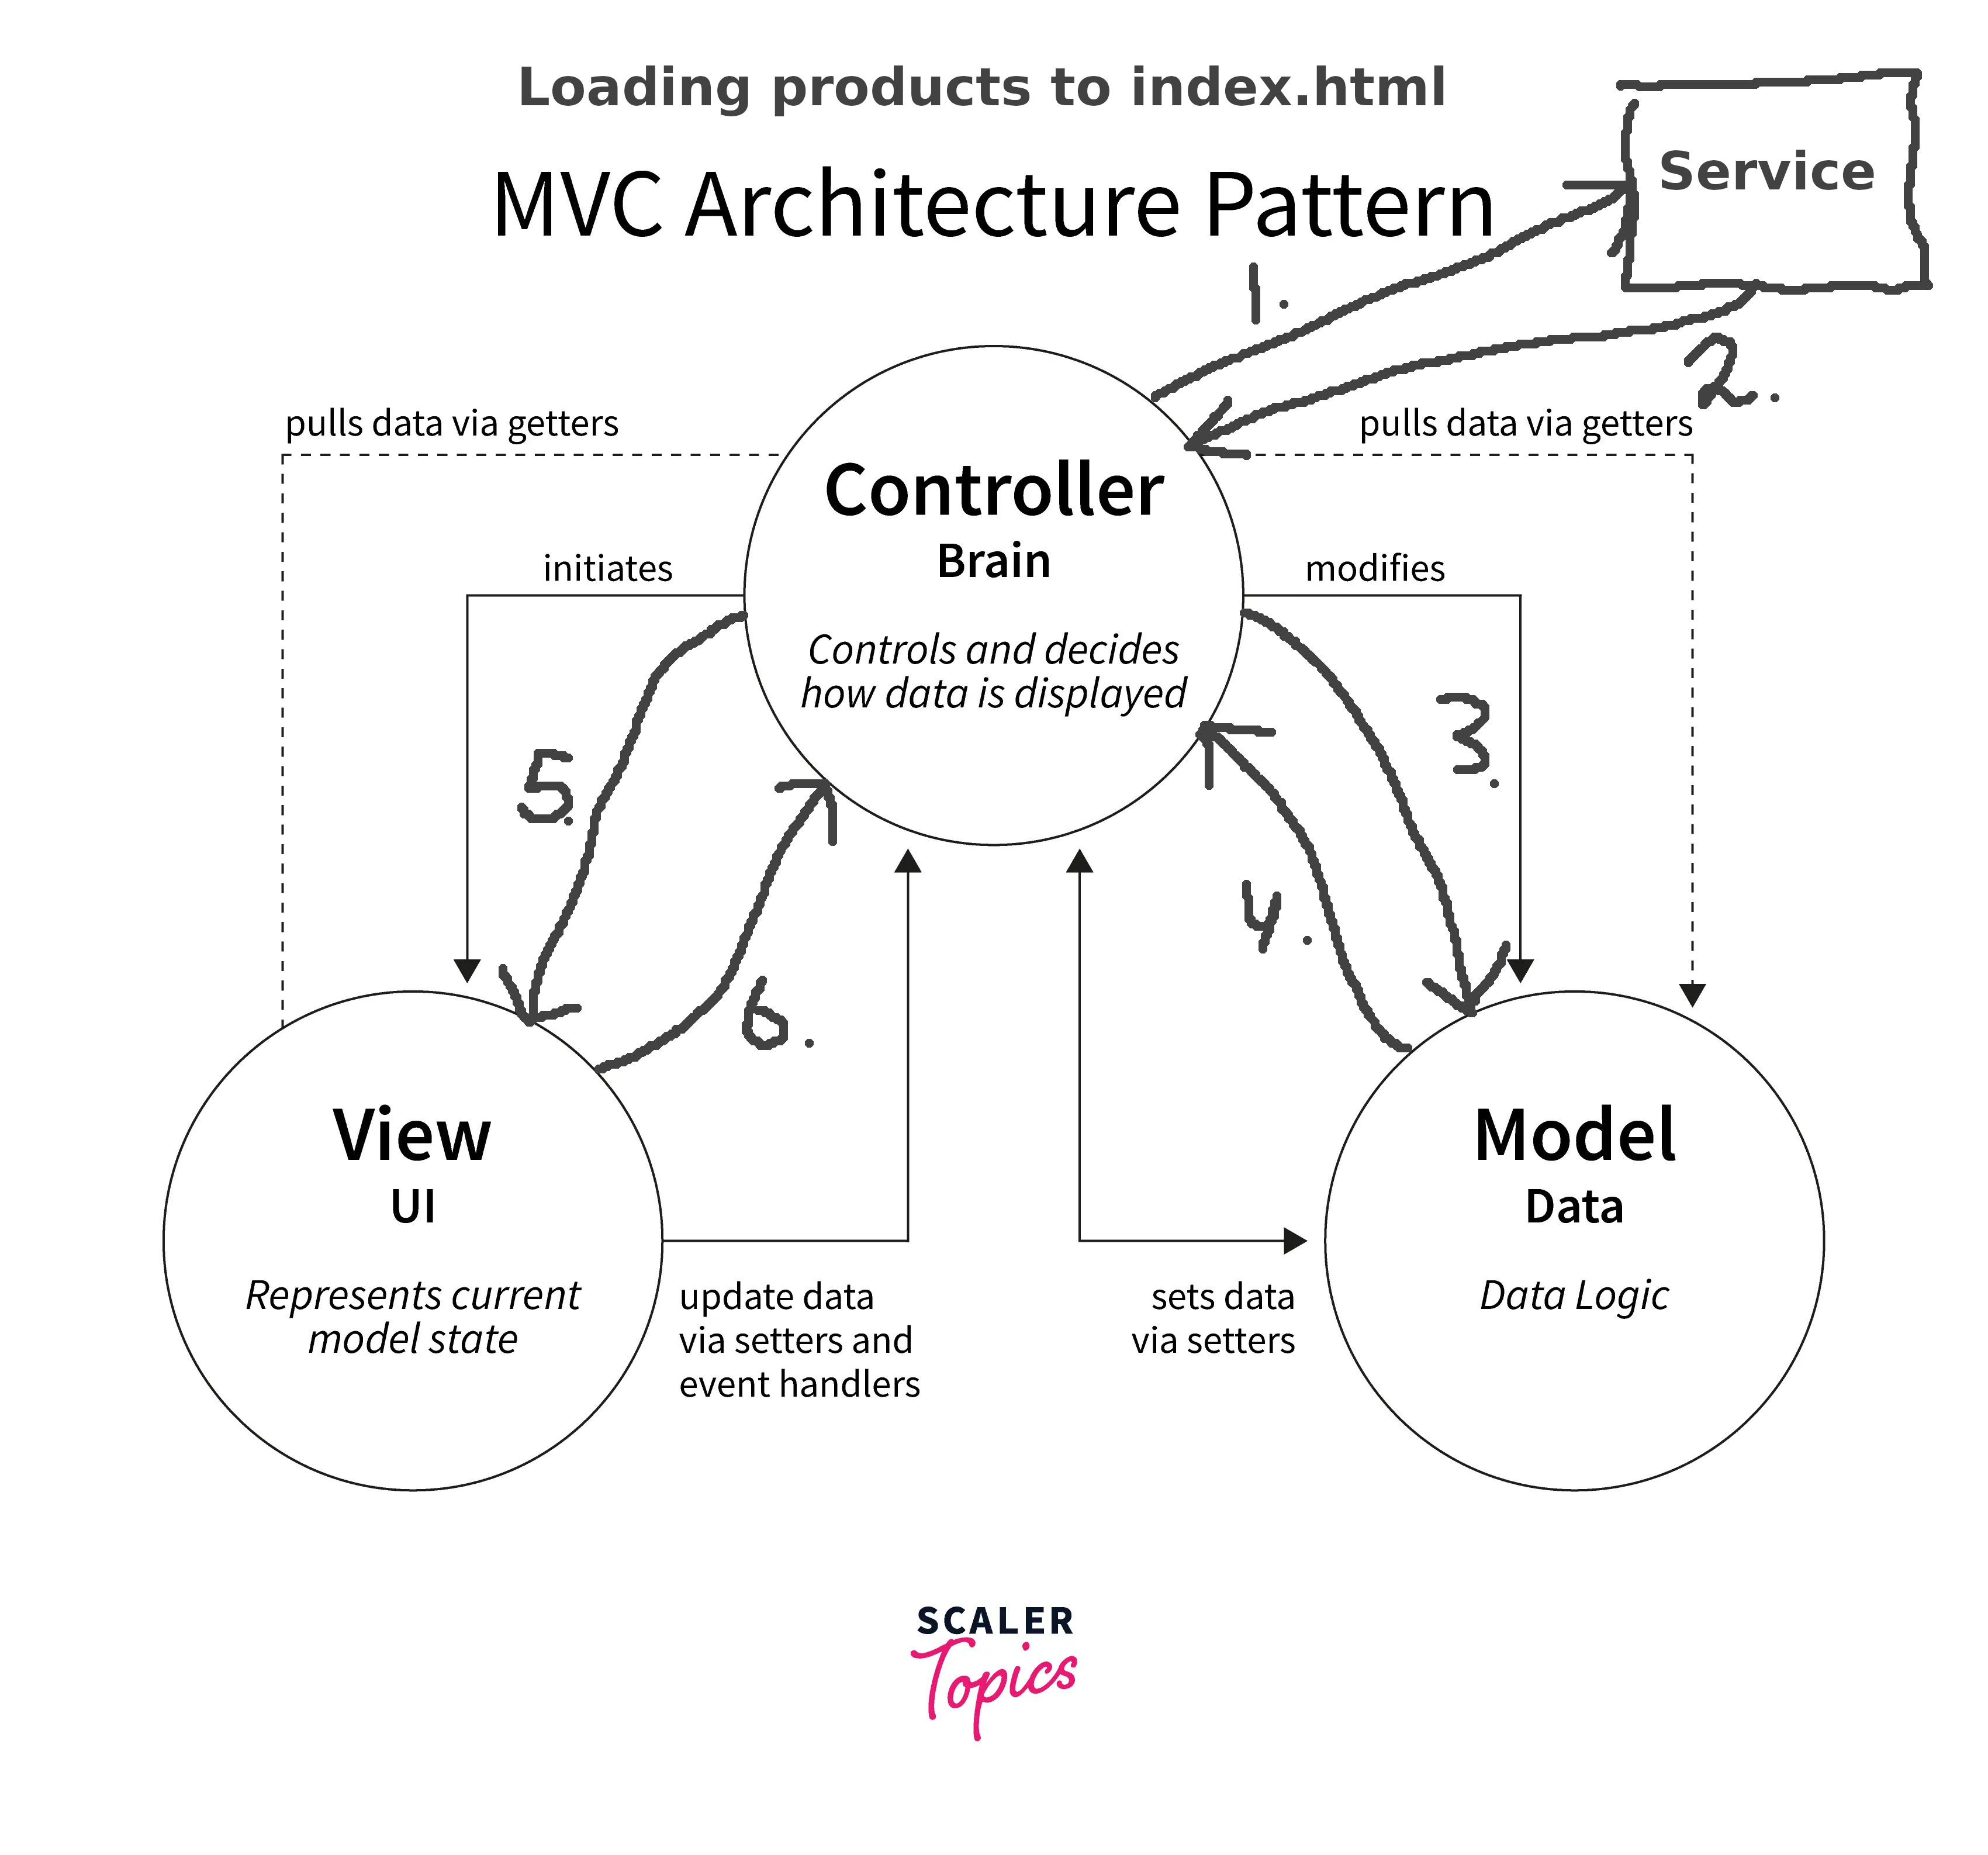 Loading products to index.html
Service
MVC Architecture Pattern
1.
2.
pulls data via getters
pulls data via getters
Controller
Brain
initiates
modifies
Controls and decides
how data is displayed
3.
5.
4.
6.
View
UI
Represents current
model state
Model
Data
Data Logic
update data
via setters and
event handlers
sets data
via setters
SCALER
Topics